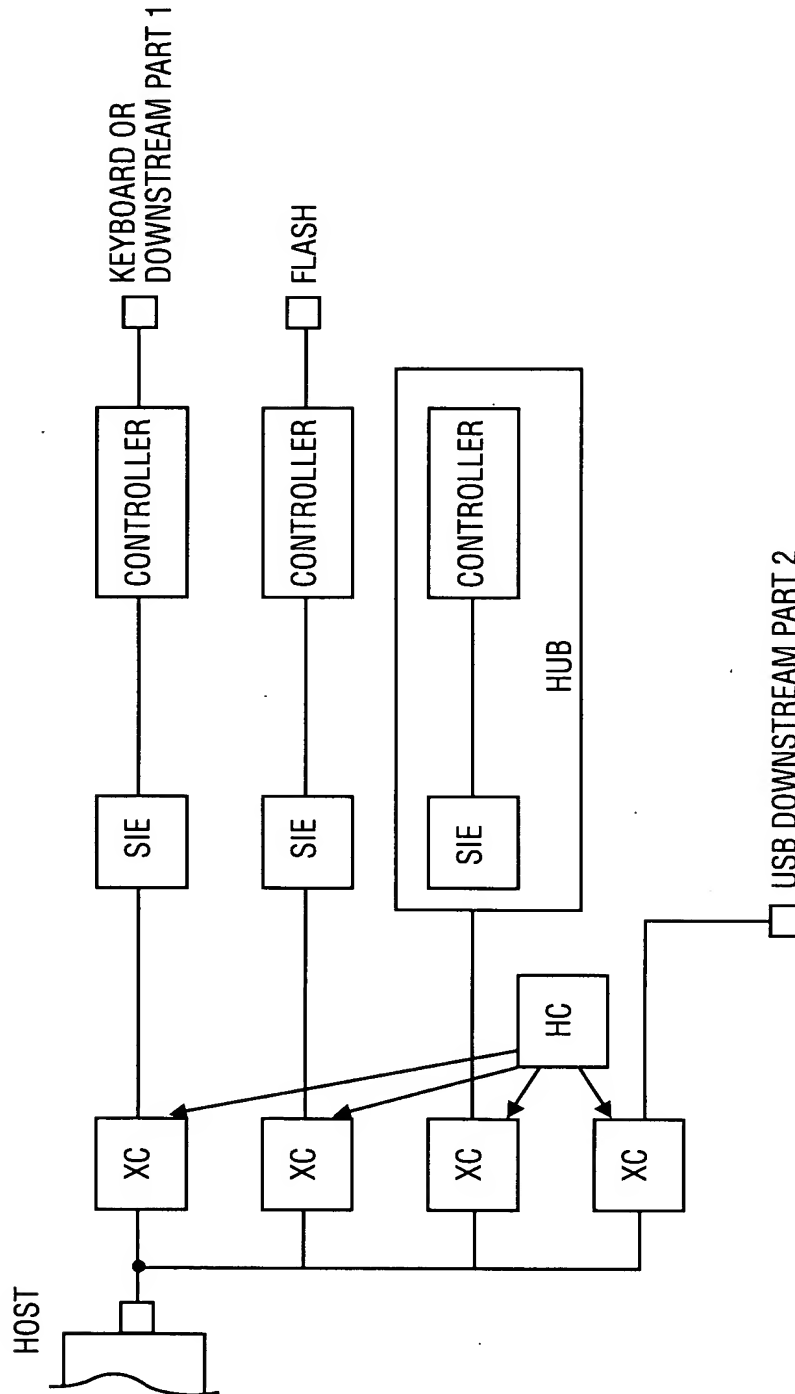 HOST
XC
SIE
CONTROLLER
KEYBOARD OR
DOWNSTREAM PART 1
XC
SIE
CONTROLLER
FLASH
XC
SIE
CONTROLLER
HUB
HC
XC
USB DOWNSTREAM PART 2